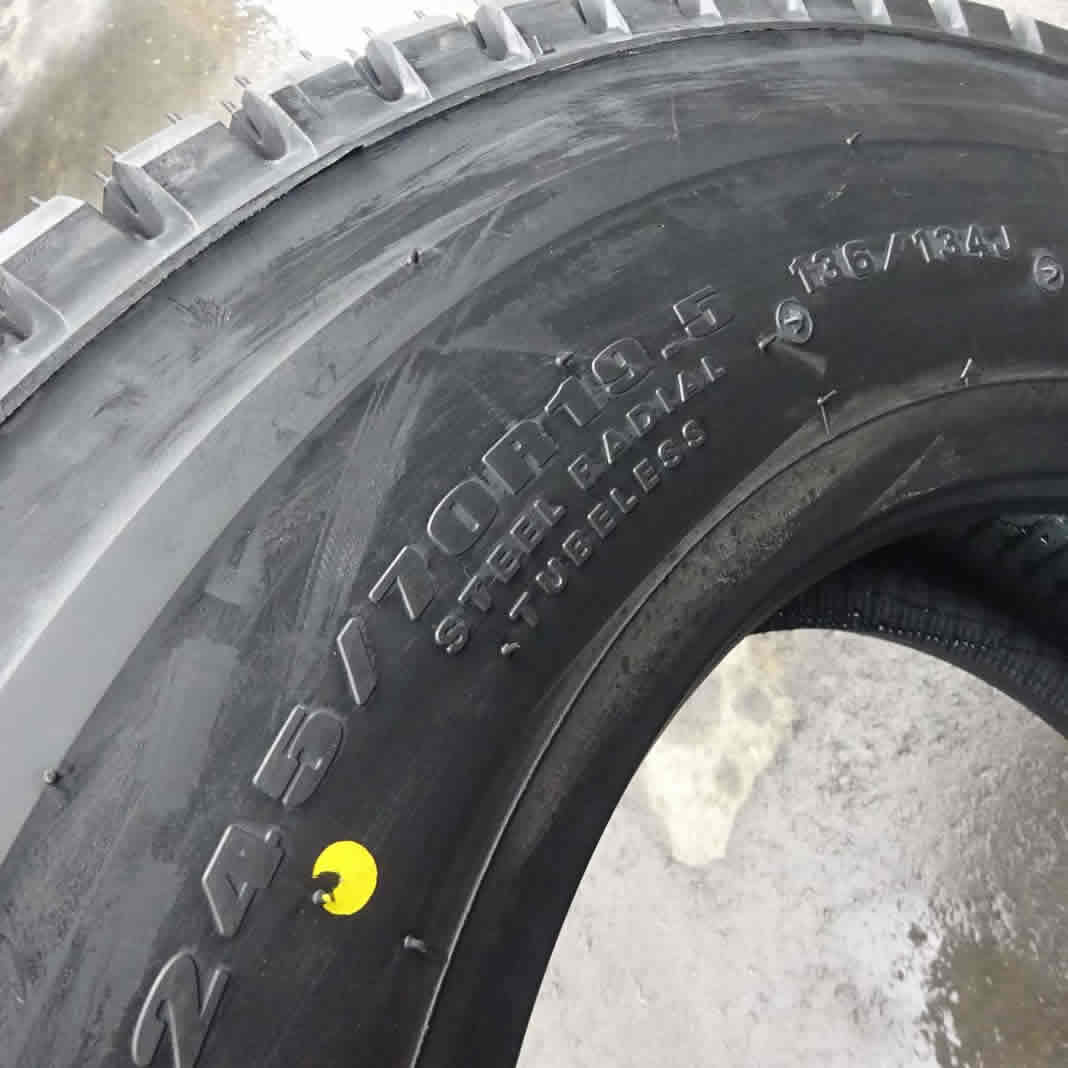 245/70R19.5
136/134J
STEEL RADIAL
TUBELESS